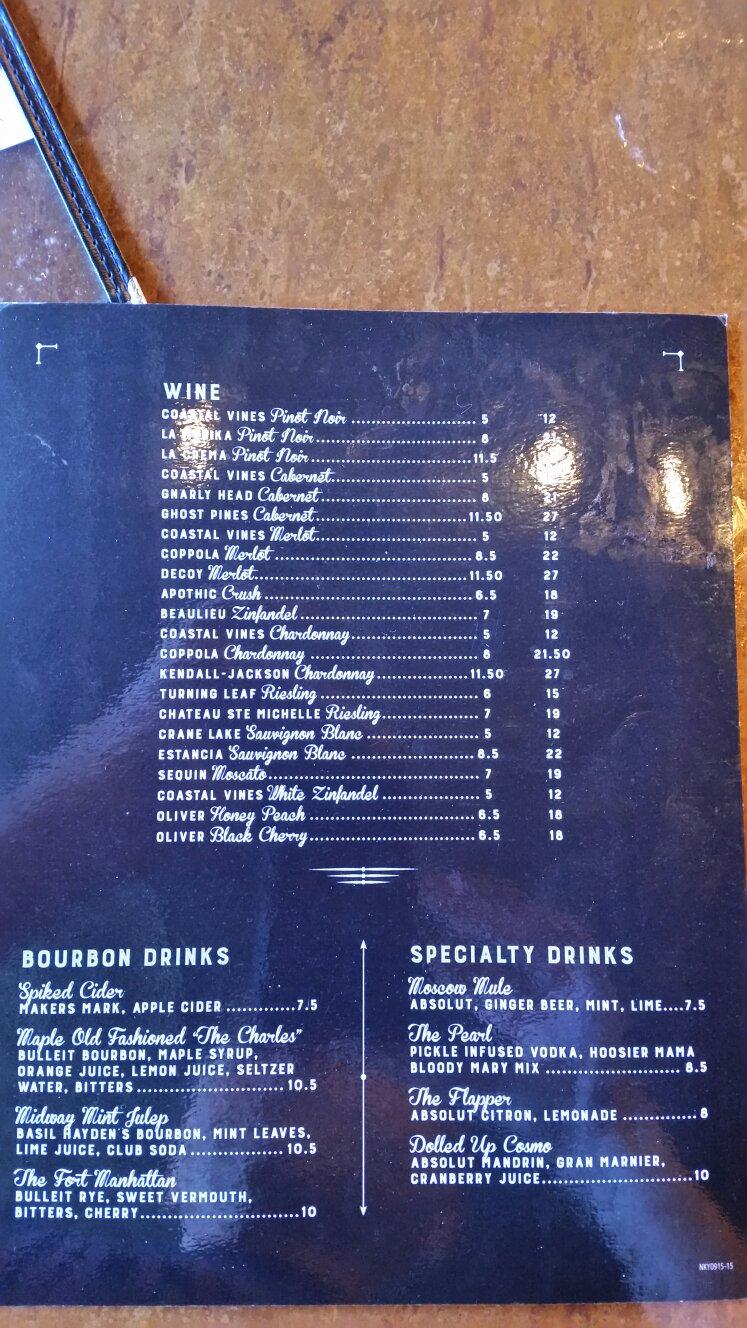 WINE
COASTAL VINES Pinot Noir 5 12
LA Pinot Noir 8 21
LA CREMA Pinot Noir 11.5
COASTAL VINES Cabernet 5
GNARLY HEAD Cabernet 8 21
GHOST PINES Cabernet 11.50 27
COASTAL VINES Merlot 5 12
COPPOLA Merlot 8.5 22
DECOY Merlot 11.50 27
APOTHIC Crush 6.5 18
BEAULIEU Zinfandel 7 19
COASTAL VINES Chardonnay 5 12
COPPOLA Chardonnay 8 21.50
KENDALL-JACKSON Chardonnay 11.50 27
TURNING LEAF Riesling 6 15
CHATEAU STE MICHELLE Riesling 7 19
CRANE LAKE Sauvignon Blanc 5 12
ESTANCIA Sauvignon Blanc 8.5 22
SEQUIN Moscato 7 19
COASTAL VINES White Zinfandel 5 12
OLIVER Honey Peach 6.5 18
OLIVER Black Cherry 6.5 18
BOURBON DRINKS
Spiked Cider
MAKERS MARK, APPLE CIDER 7.5
Maple Old Fashioned "The Charles"
BULLEIT BOURBON, MAPLE SYRUP,
ORANGE JUICE, LEMON JUICE, SELTZER
WATER, BITTERS 10.5
Midway Mint Julep
BASIL HAYDEN'S BOURBON, MINT LEAVES,
LIME JUICE, CLUB SODA 10.5
The Fort Manhattan
BULLEIT RYE, SWEET VERMOUTH,
BITTERS, CHERRY 10
SPECIALTY DRINKS
Moscow Mule
ABSOLUT, GINGER BEER, MINT, LIME 7.5
The Pearl
PICKLE INFUSED VODKA, HOOSIER MAMA
BLOODY MARY MIX 8.5
The Flapper
ABSOLUT CITRON, LEMONADE 8
Dolled Up Cosmo
ABSOLUT MANDRIN, GRAN MARNIER,
CRANBERRY JUICE 10
NKY0915-15